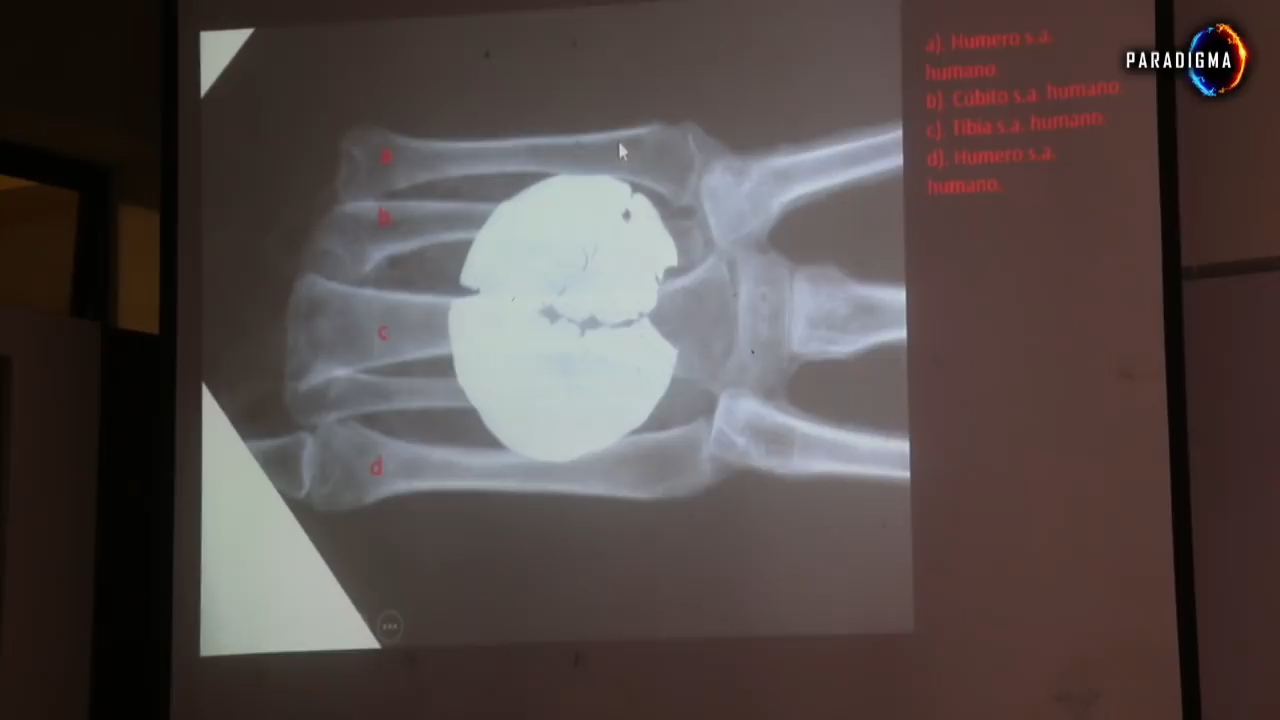 PARADIGMA
a). Humero s.a.
humano.
b). Cúbito s.a. humano.
c). Tibia s.a. humano.
d). Humero s.a.
humano.
a
b
c
d